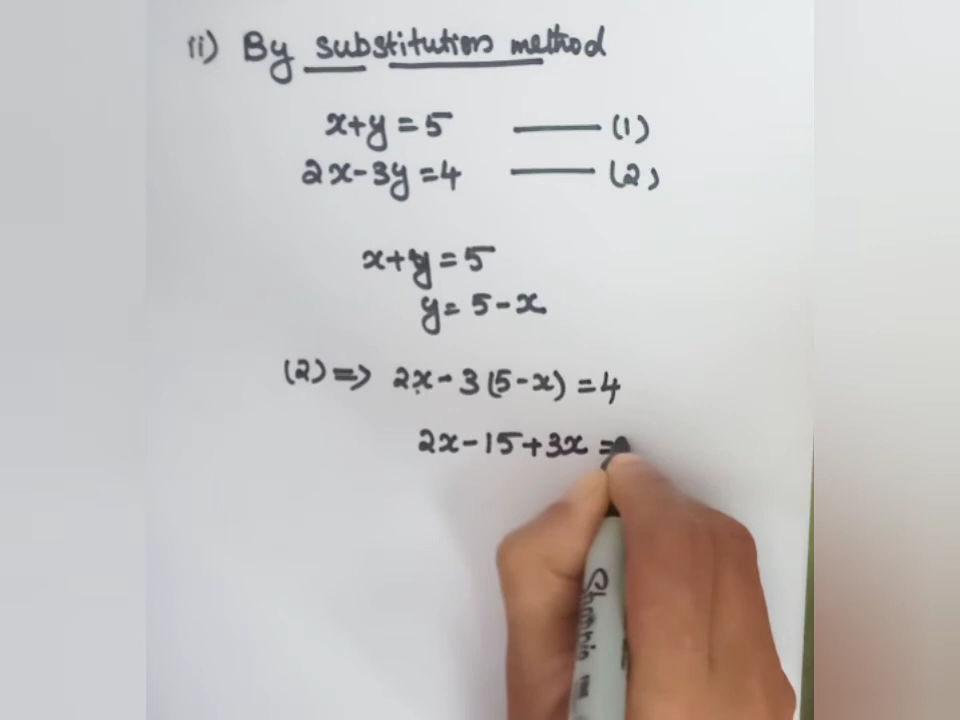 ii) By substitution method
x+y = 5 —— (1)
2x-3y = 4 —— (2)
x+y = 5
y = 5-x
(2) => 2x-3(5-x) = 4
2x-15+3x =